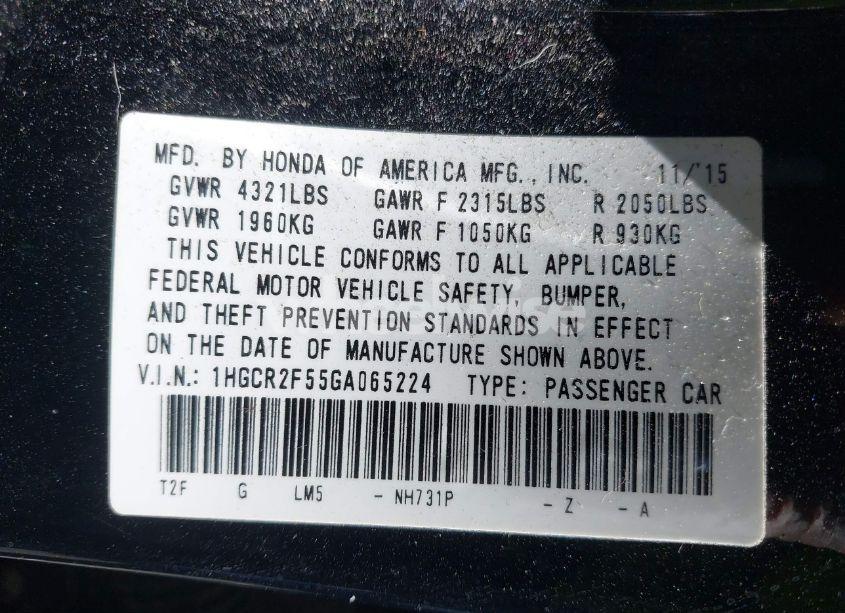 MFD. BY HONDA OF AMERICA MFG., INC. 11/'15
GVWR 4321LBS GAWR F 2315LBS R 2050LBS
GVWR 1960KG GAWR F 1050KG R 930KG
THIS VEHICLE CONFORMS TO ALL APPLICABLE
FEDERAL MOTOR VEHICLE SAFETY, BUMPER,
AND THEFT PREVENTION STANDARDS IN EFFECT
ON THE DATE OF MANUFACTURE SHOWN ABOVE.
V.I.N.: 1HGCR2F55GA065224 TYPE: PASSENGER CAR
T2F G LM5 - NH731P - Z - A